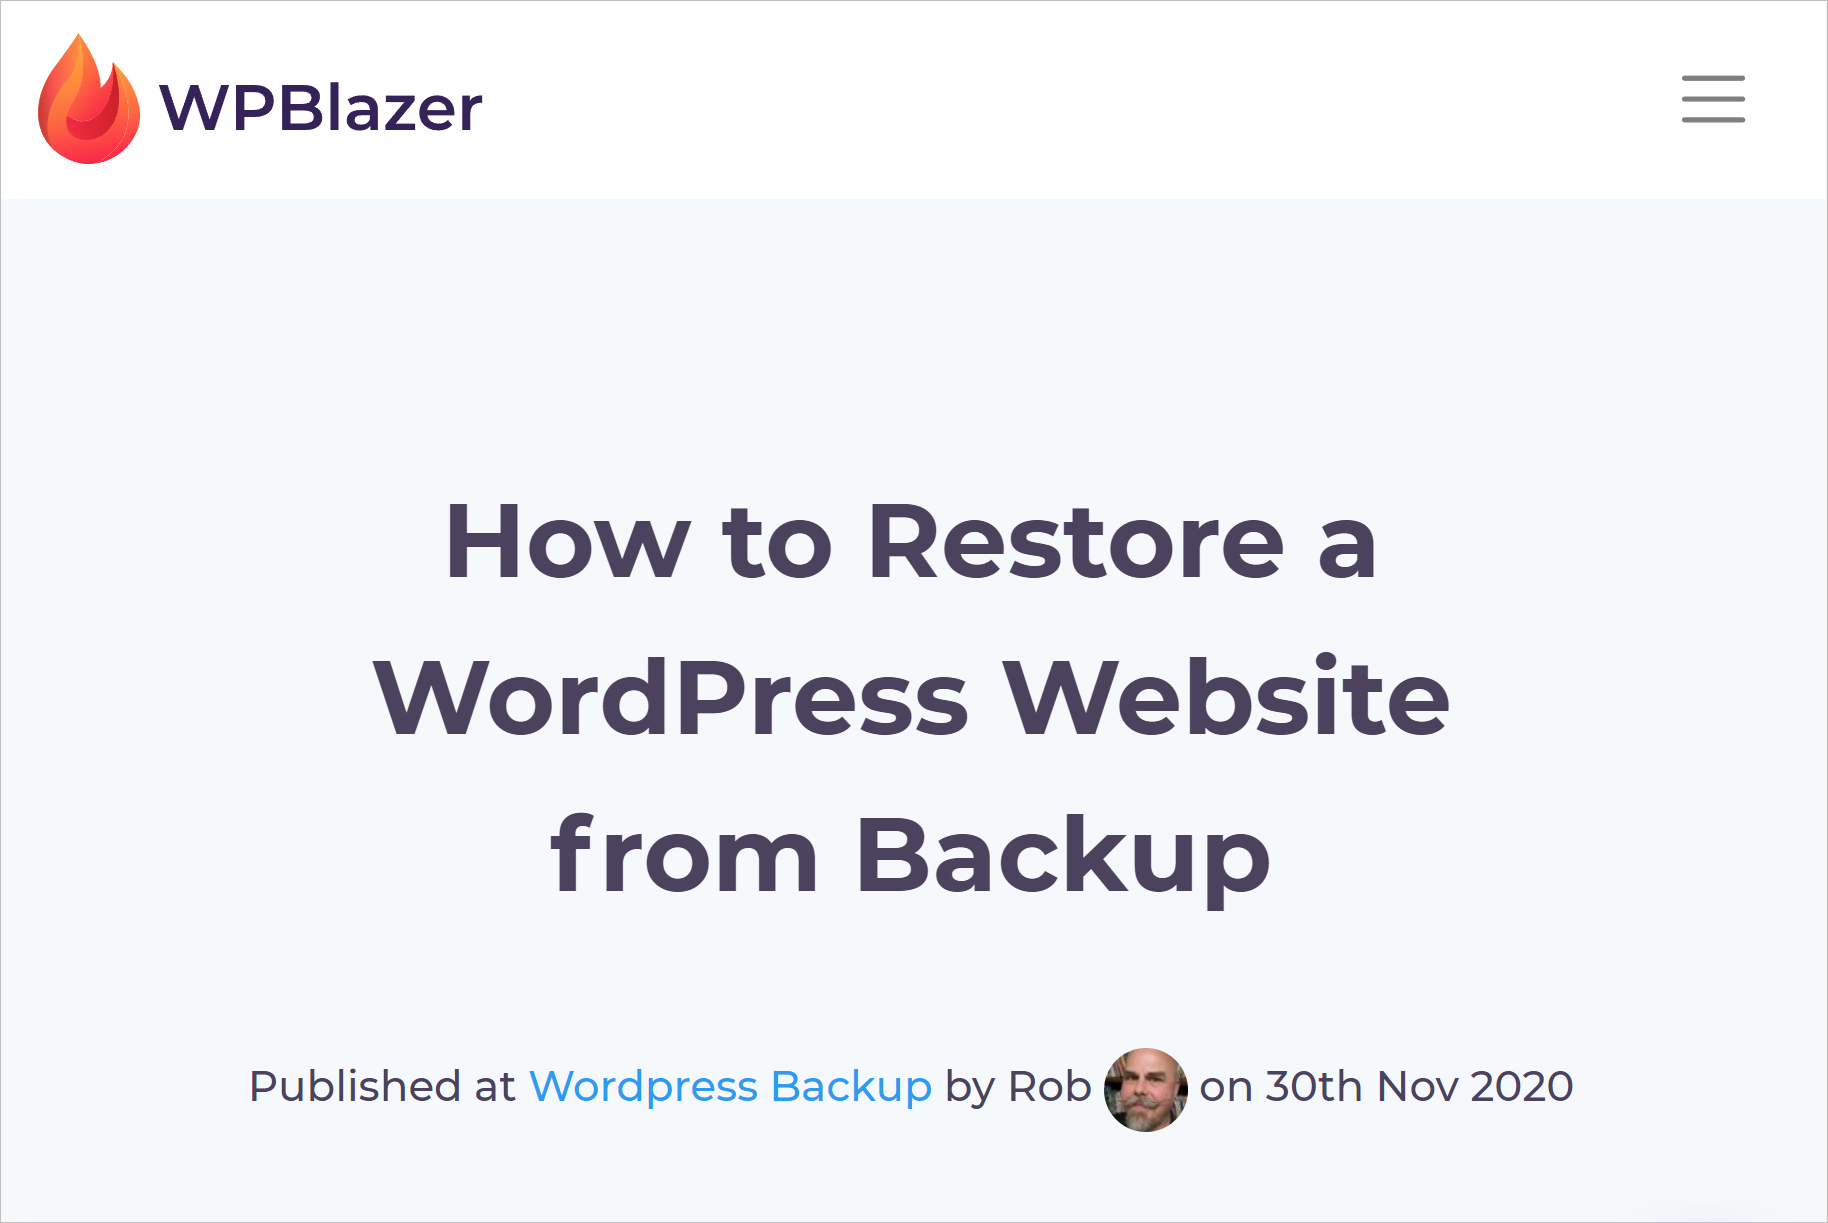 WPBlazer
How to Restore a
WordPress Website
from Backup
Published at Wordpress Backup by Rob on 30th Nov 2020